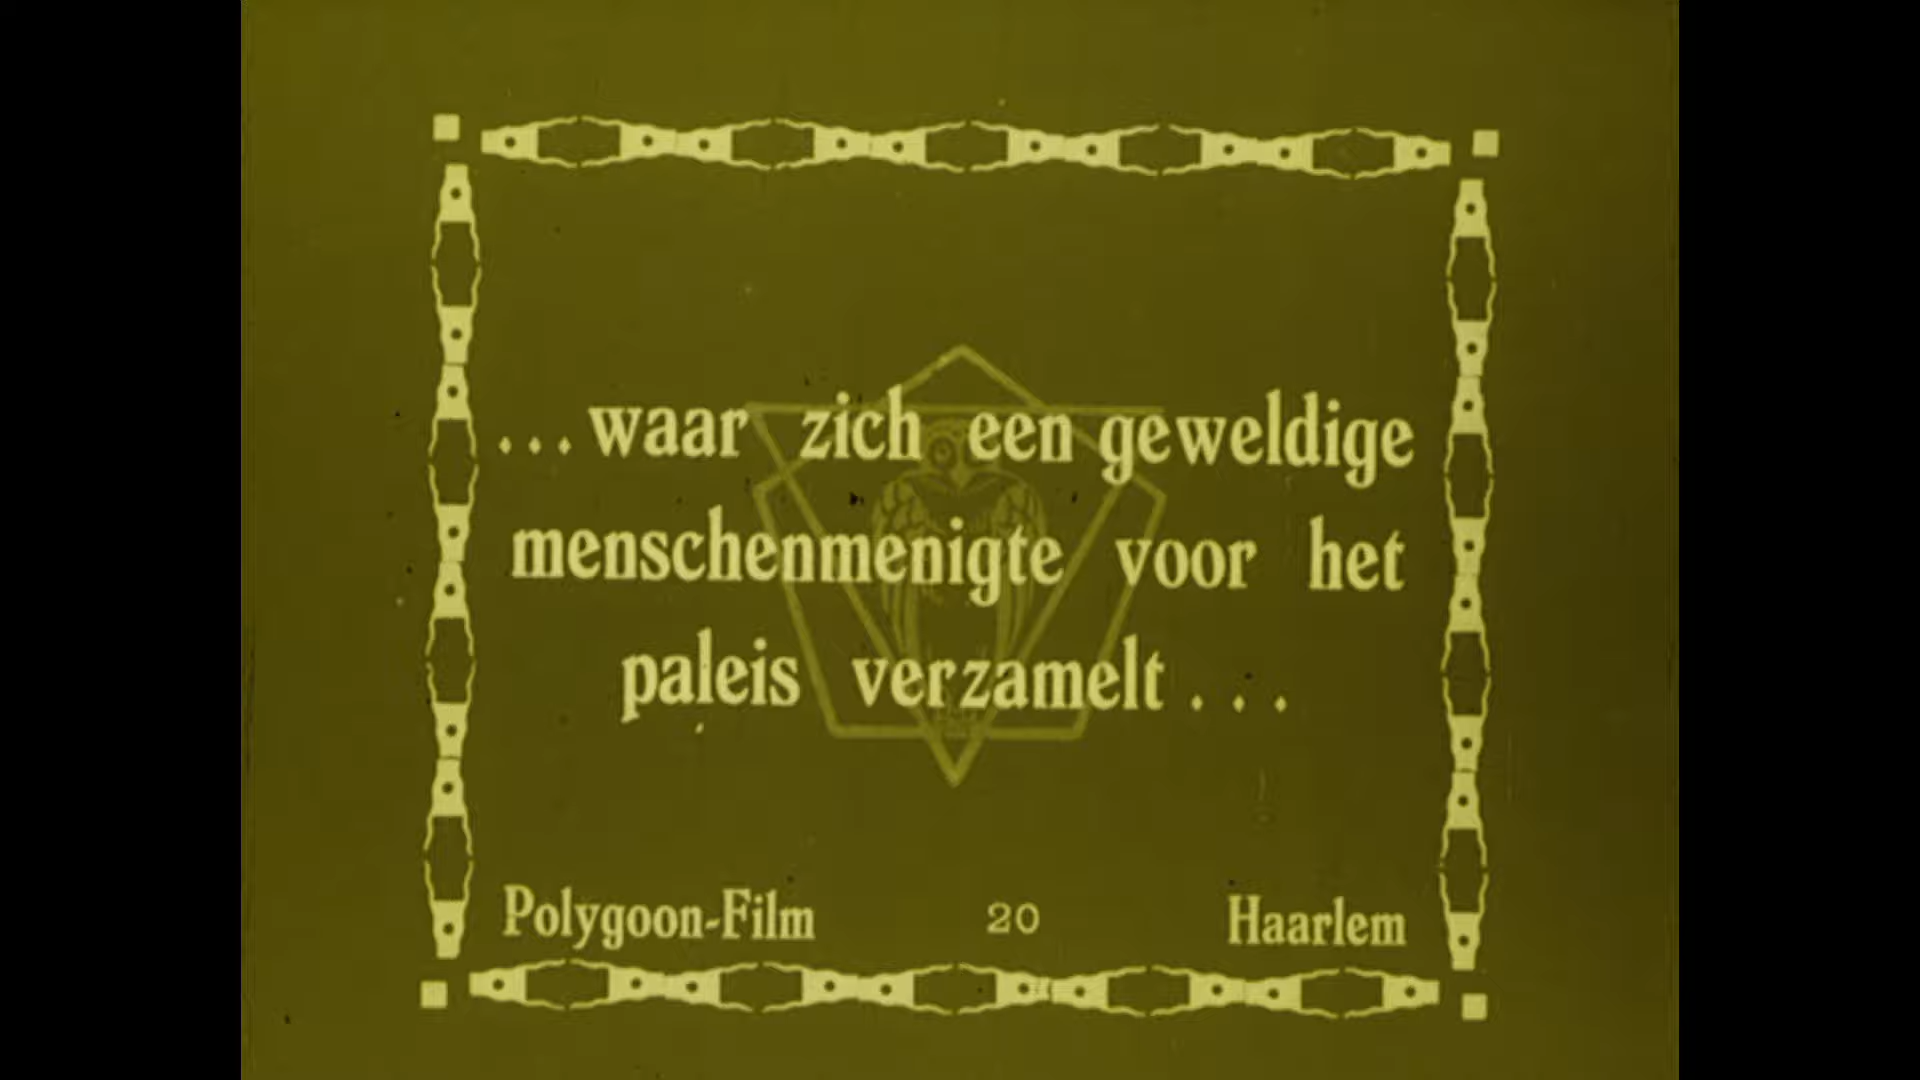 ...waar zich een geweldige
menschenmenigte voor het
paleis verzamelt...
Polygoon-Film 20 Haarlem